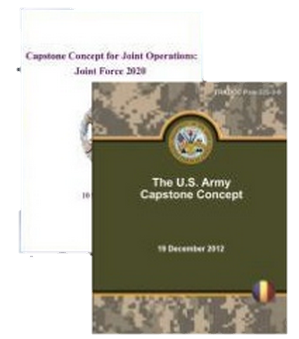 Capstone Concept for Joint Operations:
Joint Force 2020
10
The U.S. Army
Capstone Concept
19 December 2012